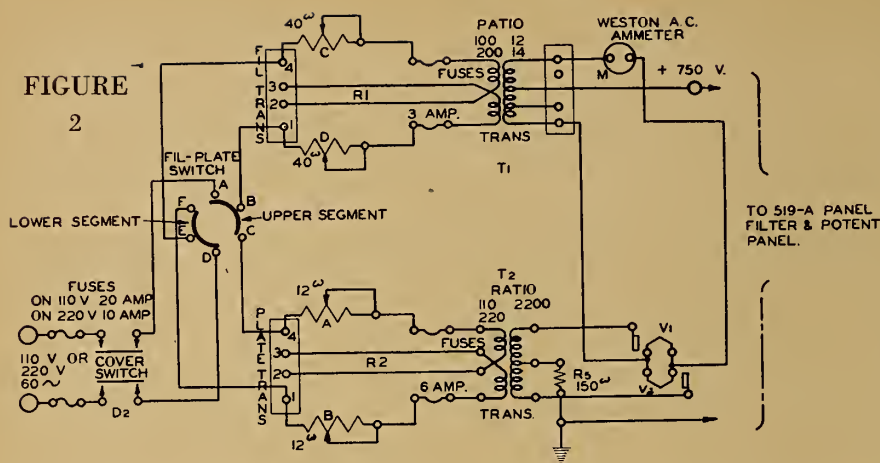 FIGURE
2
40ω
C
FIL TRANS
4
3
2
1
R1
D
40ω
PATIO
100 12
200 14
FUSES
3 AMP.
TRANS
T1
WESTON A.C.
AMMETER
M
+ 750 V.
FIL-PLATE
SWITCH
A
B
C
D
E
F
LOWER SEGMENT
UPPER SEGMENT
TO 519-A PANEL
FILTER & POTENT
PANEL.
FUSES
ON 110 V 20 AMP
ON 220 V 10 AMP
110 V OR
220 V
60 ~
COVER
SWITCH
D2
PLATE TRANS
4
3
2
1
12ω
A
R2
B
12ω
T2
RATIO
110 2200
220
FUSES
6 AMP.
TRANS.
R5
150ω
V1
V2